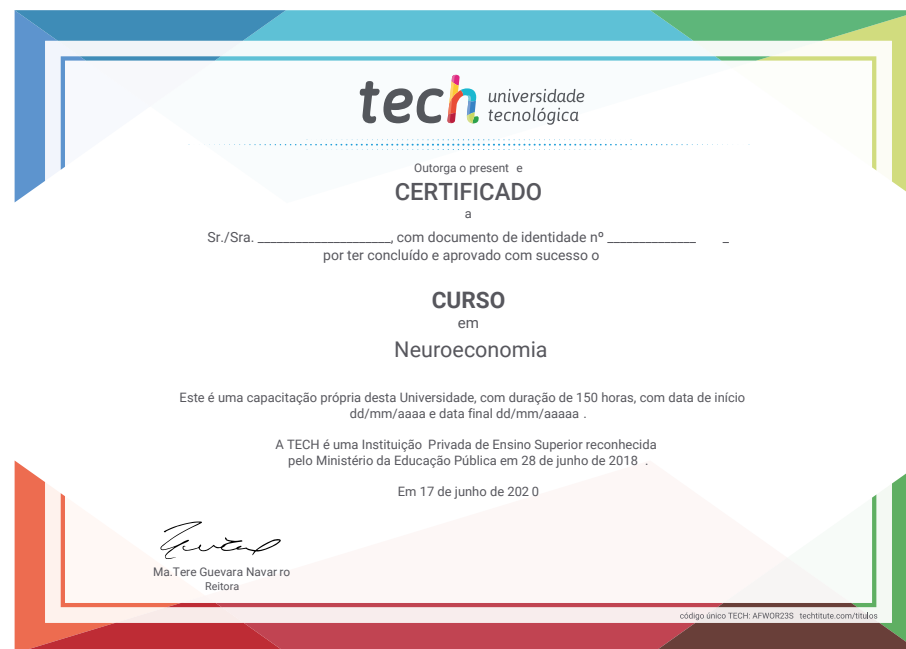 tech universidade
tecnológica
Outorga o present e
CERTIFICADO
a
Sr./Sra. _____________________, com documento de identidade nº ______________ _
por ter concluído e aprovado com sucesso o
CURSO
em
Neuroeconomia
Este é uma capacitação própria desta Universidade, com duração de 150 horas, com data de início
dd/mm/aaaa e data final dd/mm/aaaaa .
A TECH é uma Instituição Privada de Ensino Superior reconhecida
pelo Ministério da Educação Pública em 28 de junho de 2018 .
Em 17 de junho de 202 0
Ma.Tere Guevara Navar ro
Reitora
código único TECH: AFWOR23S techtitute.com/titulos